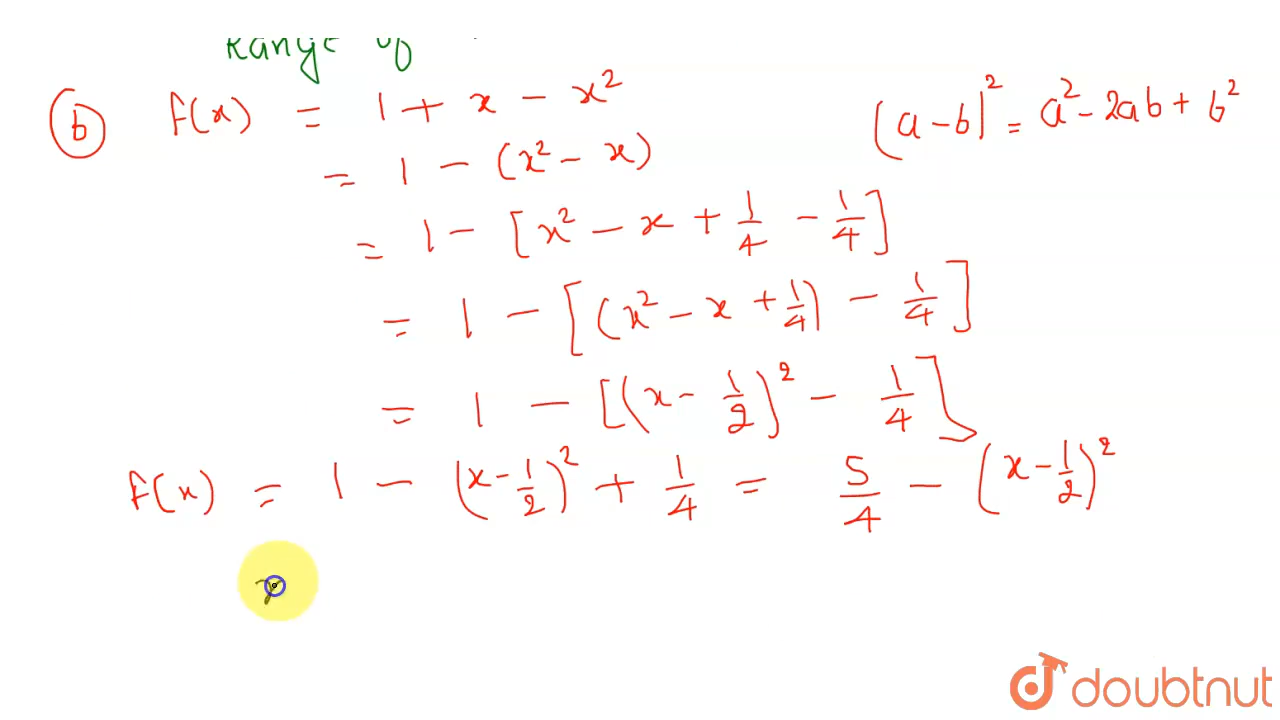 Range of
(b) f(x) = 1 + x - x²
(a-b)² = a² - 2ab + b²
= 1 - (x² - x)
= 1 - [x² - x + 1/4 - 1/4]
= 1 - [(x² - x + 1/4) - 1/4]
= 1 - [(x - 1/2)² - 1/4]
f(x) = 1 - (x - 1/2)² + 1/4 = 5/4 - (x - 1/2)²
doubtnut